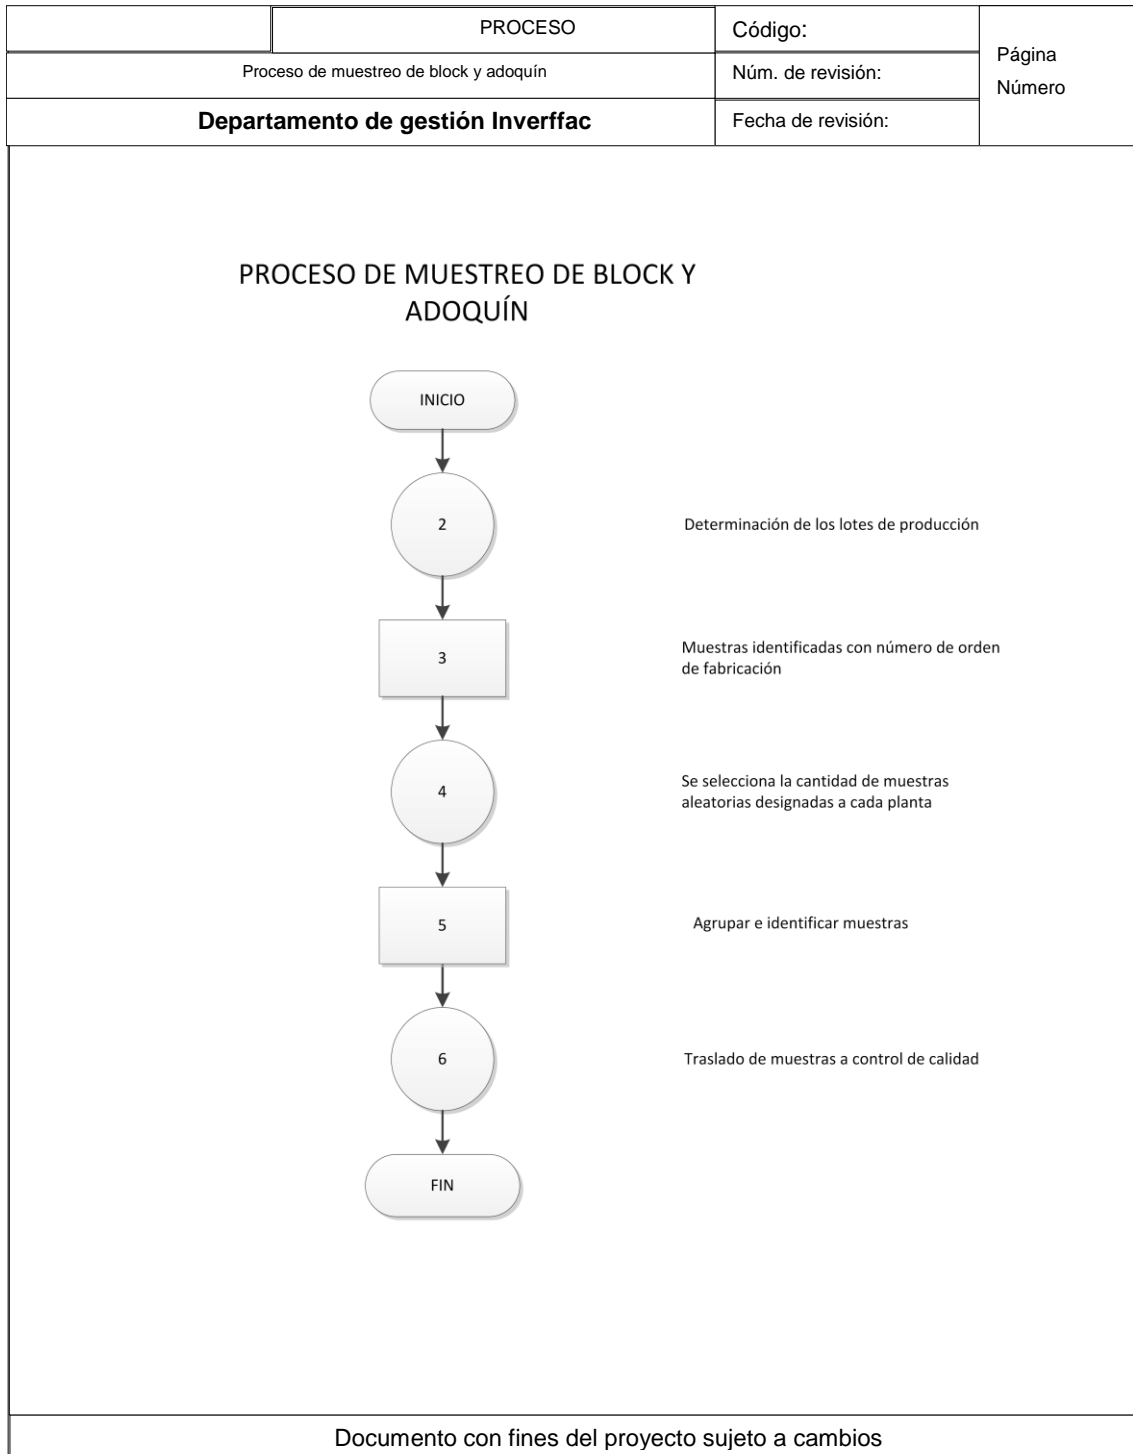 PROCESO
Código:
Página
Número
Proceso de muestreo de block y adoquín
Núm. de revisión:
Departamento de gestión Inverffac
Fecha de revisión:
PROCESO DE MUESTREO DE BLOCK Y
ADOQUÍN
INICIO
2
Determinación de los lotes de producción
3
Muestras identificadas con número de orden
de fabricación
4
Se selecciona la cantidad de muestras
aleatorias designadas a cada planta
5
Agrupar e identificar muestras
6
Traslado de muestras a control de calidad
FIN
Documento con fines del proyecto sujeto a cambios